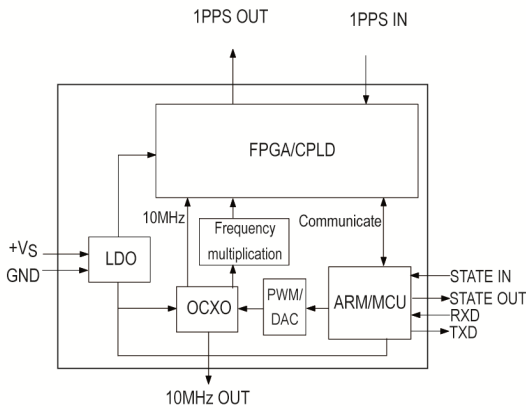 1PPS OUT
1PPS IN
FPGA/CPLD
10MHz
Frequency
multiplication
Communicate
+VS
GND
LDO
OCXO
PWM/
DAC
ARM/MCU
STATE IN
STATE OUT
RXD
TXD
10MHz OUT